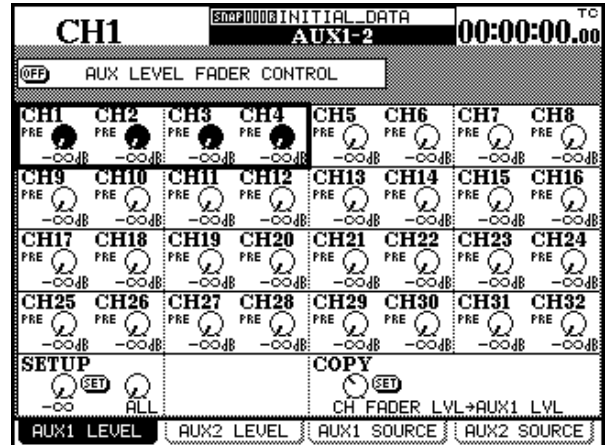 CH1
SNAP000 INITIAL_DATA
AUX1-2
TC
00:00:00.00
OFF AUX LEVEL FADER CONTROL
CH1 CH2 CH3 CH4 CH5 CH6 CH7 CH8
PRE PRE PRE PRE PRE PRE PRE PRE
-∞dB -∞dB -∞dB -∞dB -∞dB -∞dB -∞dB -∞dB
CH9 CH10 CH11 CH12 CH13 CH14 CH15 CH16
PRE PRE PRE PRE PRE PRE PRE PRE
-∞dB -∞dB -∞dB -∞dB -∞dB -∞dB -∞dB -∞dB
CH17 CH18 CH19 CH20 CH21 CH22 CH23 CH24
PRE PRE PRE PRE PRE PRE PRE PRE
-∞dB -∞dB -∞dB -∞dB -∞dB -∞dB -∞dB -∞dB
CH25 CH26 CH27 CH28 CH29 CH30 CH31 CH32
PRE PRE PRE PRE PRE PRE PRE PRE
-∞dB -∞dB -∞dB -∞dB -∞dB -∞dB -∞dB -∞dB
SETUP COPY
SET SET
-∞ ALL CH FADER LVL→AUX1 LVL
AUX1 LEVEL AUX2 LEVEL AUX1 SOURCE AUX2 SOURCE